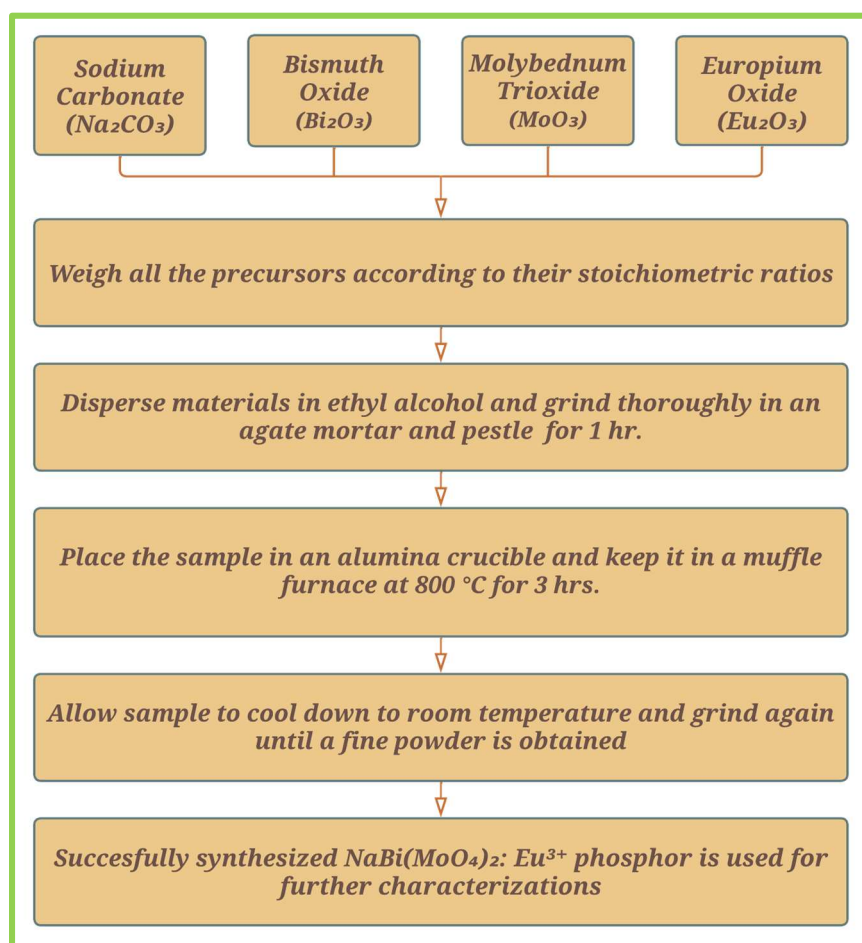 Sodium
Carbonate
(Na₂CO₃)
Bismuth
Oxide
(Bi₂O₃)
Molybednum
Trioxide
(MoO₃)
Europium
Oxide
(Eu₂O₃)
Weigh all the precursors according to their stoichiometric ratios
Disperse materials in ethyl alcohol and grind thoroughly in an
agate mortar and pestle for 1 hr.
Place the sample in an alumina crucible and keep it in a muffle
furnace at 800 °C for 3 hrs.
Allow sample to cool down to room temperature and grind again
until a fine powder is obtained
Succesfully synthesized NaBi(MoO₄)₂: Eu³⁺ phosphor is used for
further characterizations